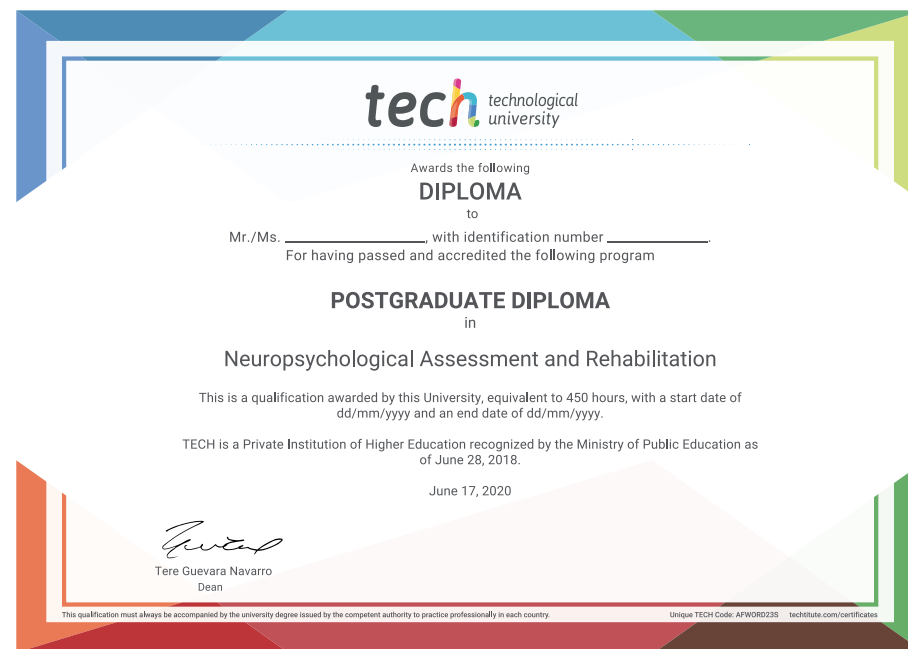 tech technological
university
Awards the following
DIPLOMA
to
Mr./Ms. ____________________, with identification number ______________.
For having passed and accredited the following program
POSTGRADUATE DIPLOMA
in
Neuropsychological Assessment and Rehabilitation
This is a qualification awarded by this University, equivalent to 450 hours, with a start date of
dd/mm/yyyy and an end date of dd/mm/yyyy.
TECH is a Private Institution of Higher Education recognized by the Ministry of Public Education as
of June 28, 2018.
June 17, 2020
Tere Guevara Navarro
Dean
This qualification must always be accompanied by the university degree issued by the competent authority to practice professionally in each country.
Unique TECH Code: AFWORD23S techtitute.com/certificates